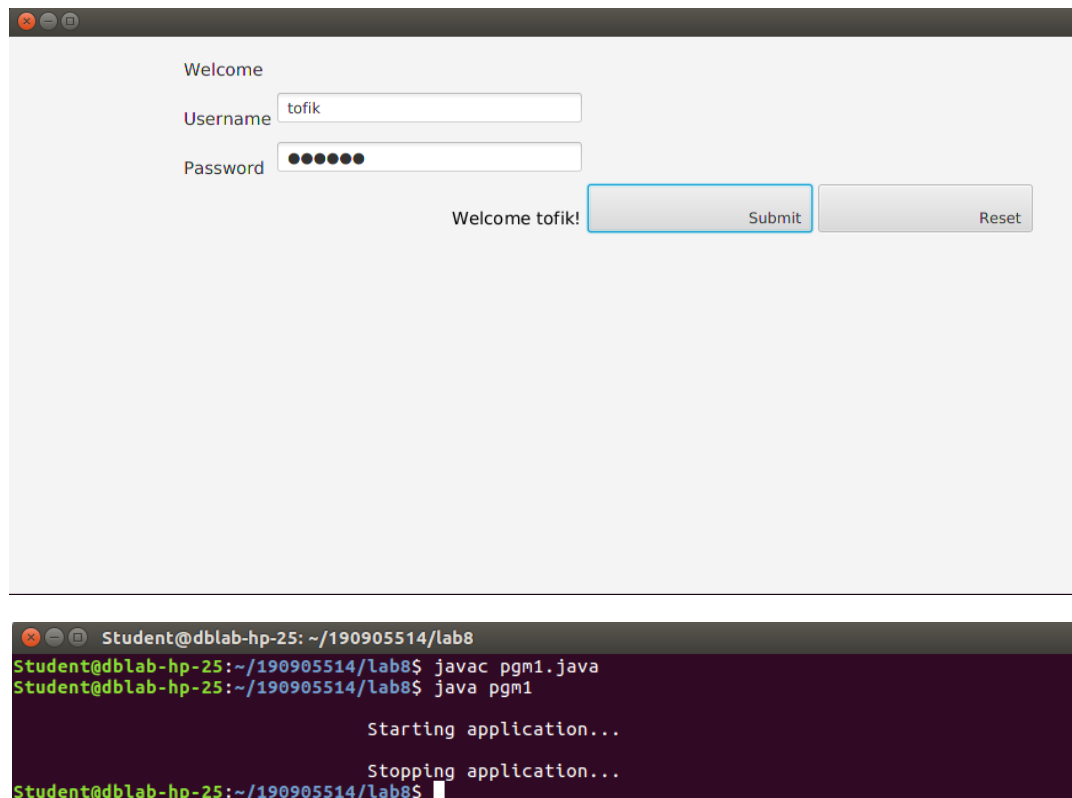 Welcome
Username tofik
Password ●●●●●●
Welcome tofik! Submit Reset
Student@dblab-hp-25: ~/190905514/lab8
Student@dblab-hp-25:~/190905514/lab8$ javac pgm1.java
Student@dblab-hp-25:~/190905514/lab8$ java pgm1
Starting application...
Stopping application...
Student@dblab-hp-25:~/190905514/lab8$